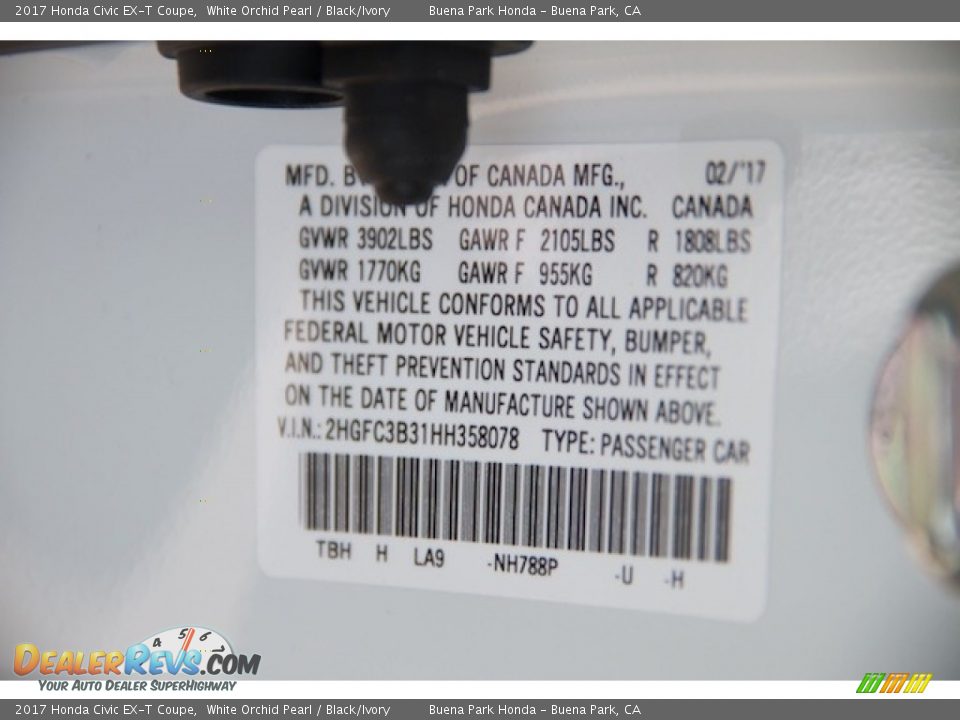 2017 Honda Civic EX-T Coupe, White Orchid Pearl / Black/Ivory Buena Park Honda - Buena Park, CA
MFD. B OF CANADA MFG., 02/'17
A DIVISION OF HONDA CANADA INC. CANADA
GVWR 3902LBS GAWR F 2105LBS R 1808LBS
GVWR 1770KG GAWR F 955KG R 820KG
THIS VEHICLE CONFORMS TO ALL APPLICABLE
FEDERAL MOTOR VEHICLE SAFETY, BUMPER,
AND THEFT PREVENTION STANDARDS IN EFFECT
ON THE DATE OF MANUFACTURE SHOWN ABOVE.
V.I.N.: 2HGFC3B31HH358078 TYPE: PASSENGER CAR
TBH H LA9 -NH788P -U -H
4 5 6 7
DEALERREVS.COM
YOUR AUTO DEALER SUPERHIGHWAY
2017 Honda Civic EX-T Coupe, White Orchid Pearl / Black/Ivory Buena Park Honda - Buena Park, CA